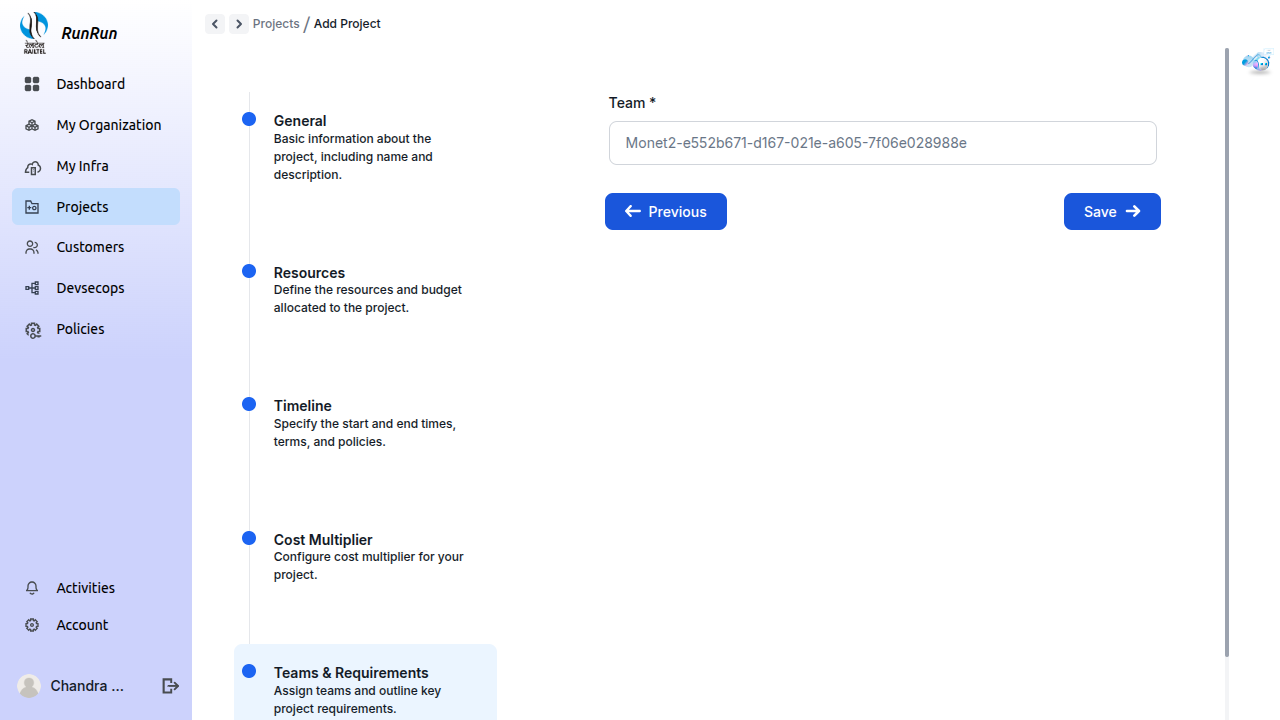 रेलटेल
RAILTEL
RunRun
Dashboard
My Organization
My Infra
Projects
Customers
Devsecops
Policies
Activities
Account
Chandra ...
Projects / Add Project
General
Basic information about the
project, including name and
description.
Resources
Define the resources and budget
allocated to the project.
Timeline
Specify the start and end times,
terms, and policies.
Cost Multiplier
Configure cost multiplier for your
project.
Teams & Requirements
Assign teams and outline key
project requirements.
Team *
Monet2-e552b671-d167-021e-a605-7f06e028988e
Previous
Save